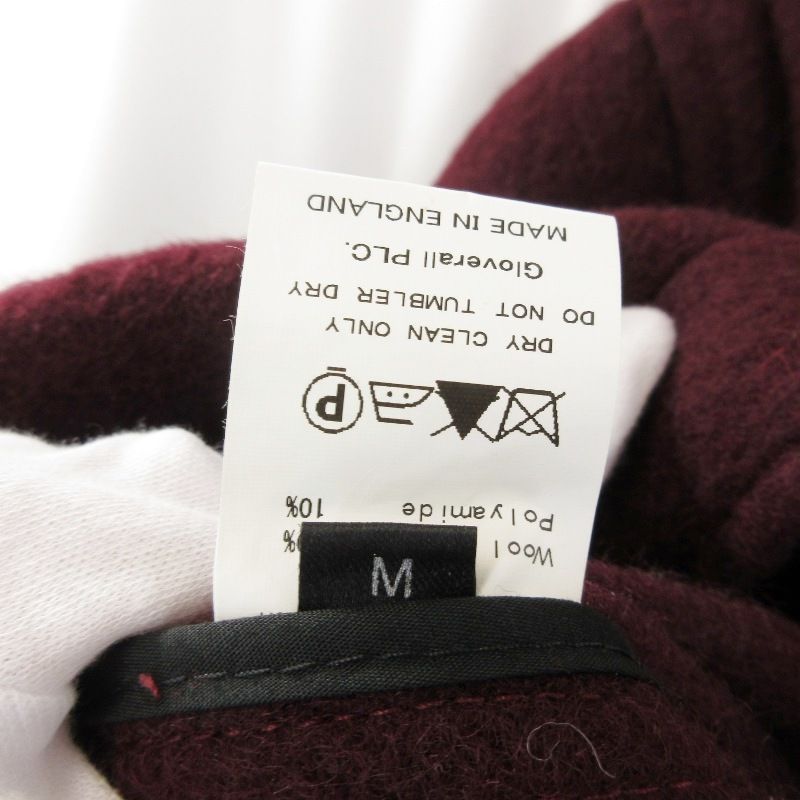 M
Wool %
Polyamide 10%
P
DRY CLEAN ONLY
DO NOT TUMBLER DRY
Gloverall PLC.
MADE IN ENGLAND